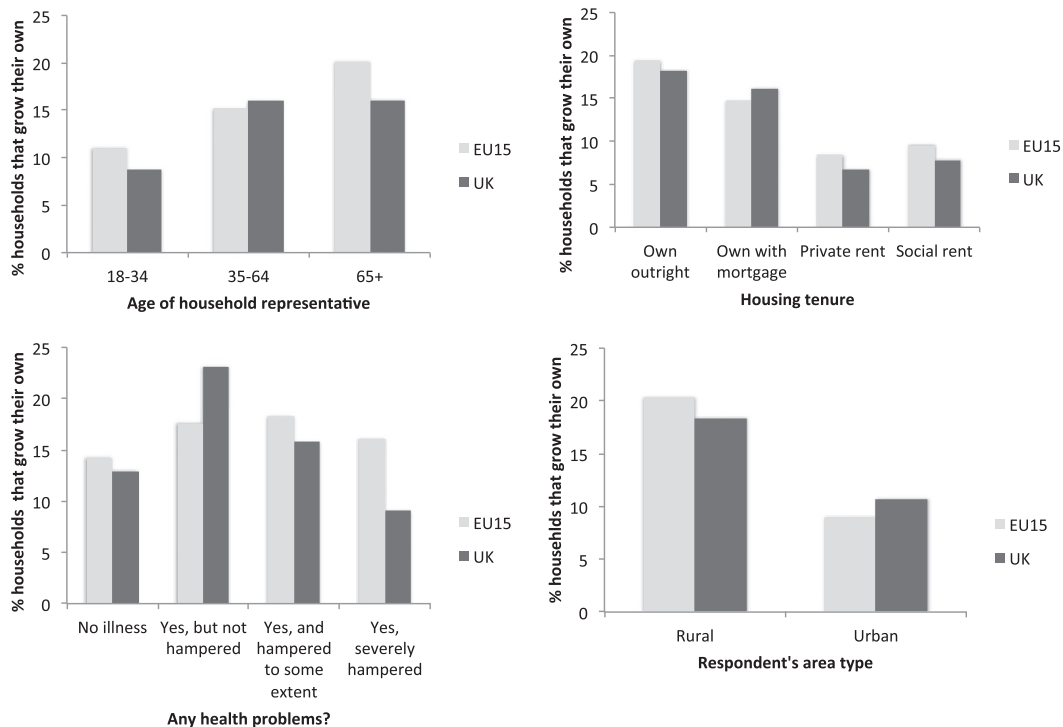 % households that grow their own
25
20
15
10
5
0
18-34
35-64
65+
Age of household representative
EU15
UK
% households that grow their own
25
20
15
10
5
0
Own outright
Own with mortgage
Private rent
Social rent
Housing tenure
EU15
UK
% households that grow their own
25
20
15
10
5
0
No illness
Yes, but not
hampered
Yes, and
hampered
to some
extent
Yes,
severely
hampered
Any health problems?
EU15
UK
% househlds that grow their own
25
20
15
10
5
0
Rural
Urban
Respondent's area type
EU15
UK